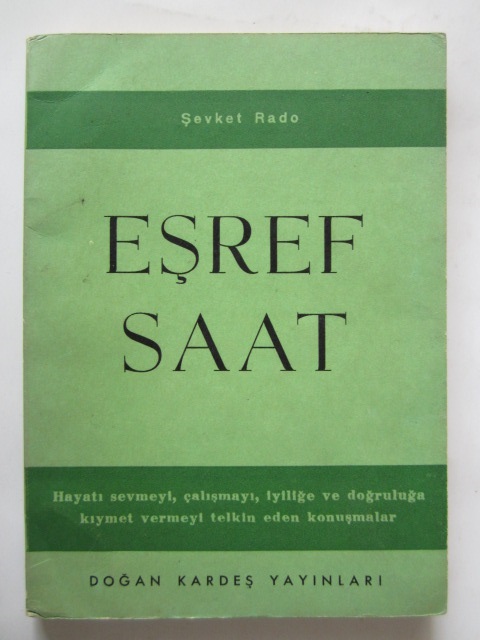 Şevket Rado
EŞREF
SAAT
Hayatı sevmeyi, çalışmayı, iyiliğe ve doğruluğa
kıymet vermeyi telkin eden konuşmalar
DOĞAN KARDEŞ YAYINLARI